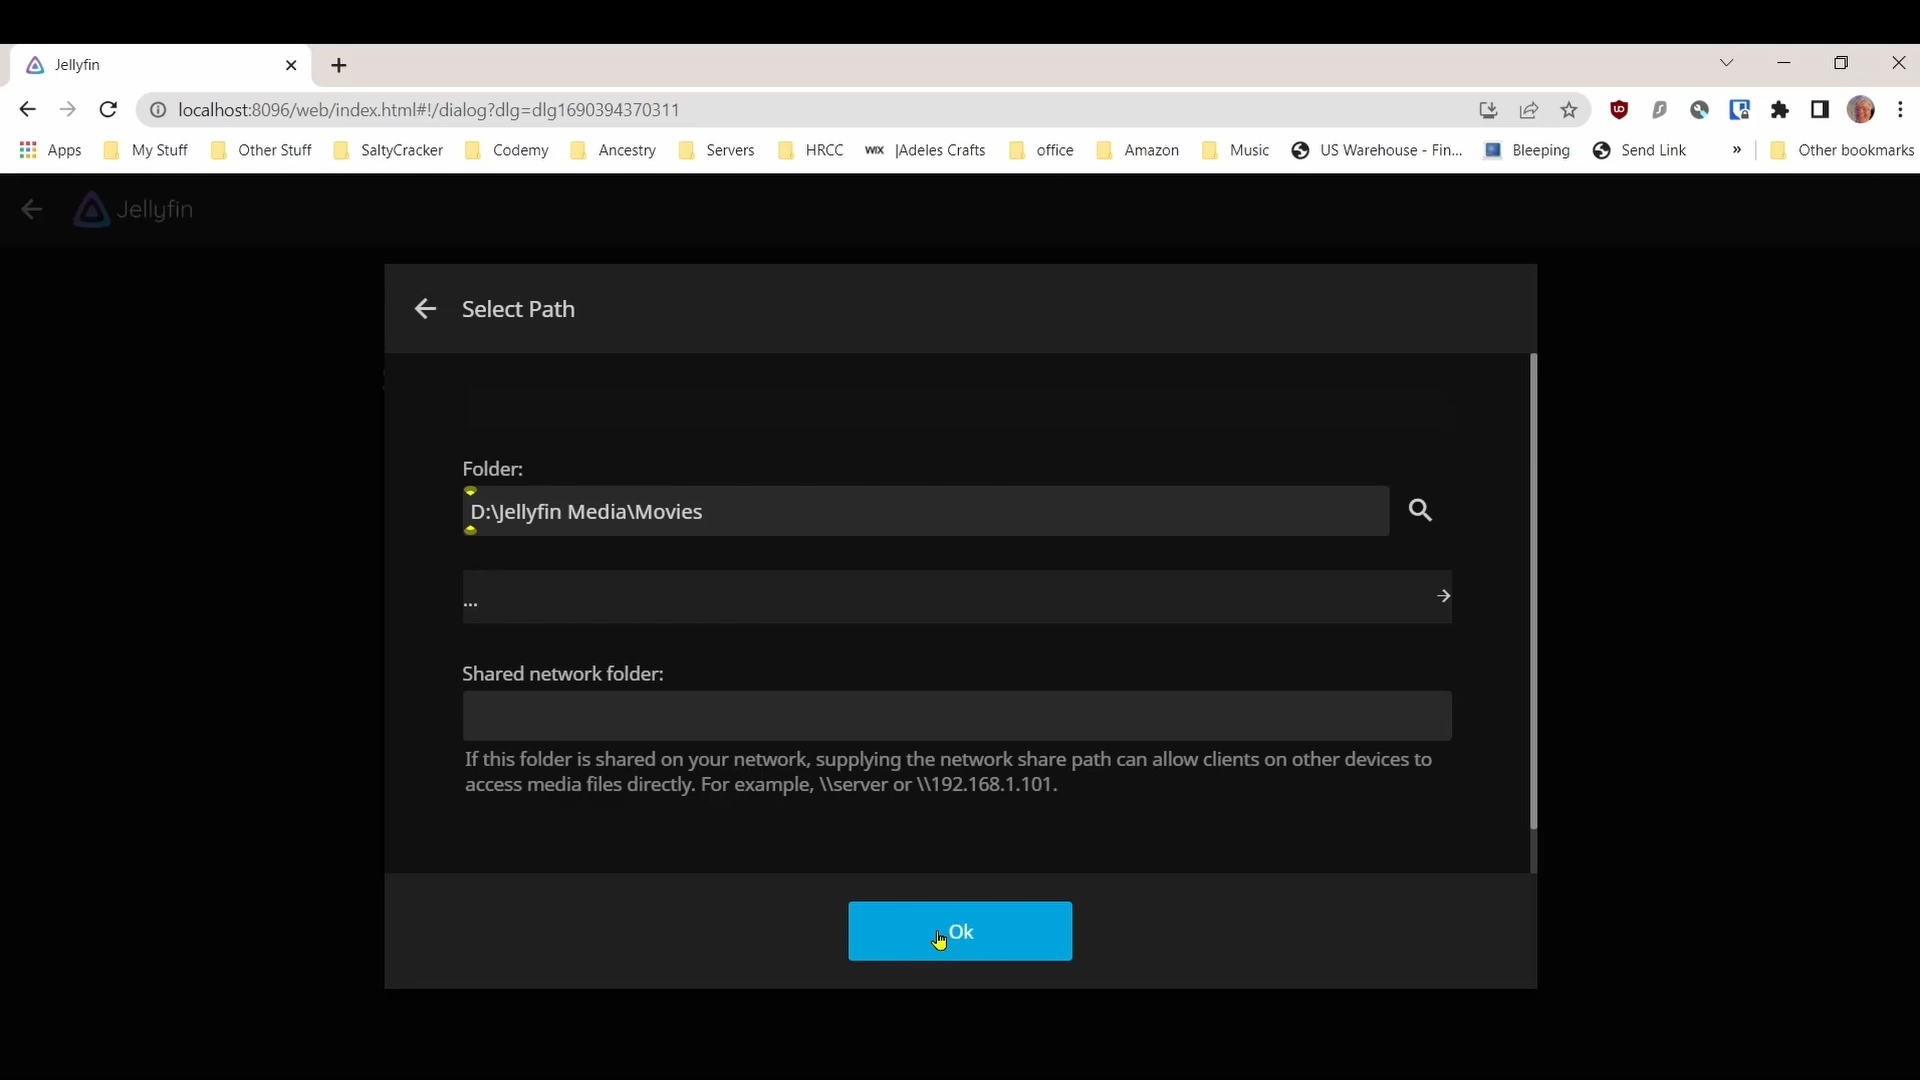 Jellyfin
localhost:8096/web/index.html#!/dialog?dlg=dlg1690394370311
Apps My Stuff Other Stuff SaltyCracker Codemy Ancestry Servers HRCC WiX |Adeles Crafts office Amazon Music US Warehouse - Fin... Bleeping Send Link » Other bookmarks
Jellyfin
Select Path
Folder:
D:\Jellyfin Media\Movies
...
Shared network folder:
If this folder is shared on your network, supplying the network share path can allow clients on other devices to
access media files directly. For example, \\server or \\192.168.1.101.
Ok